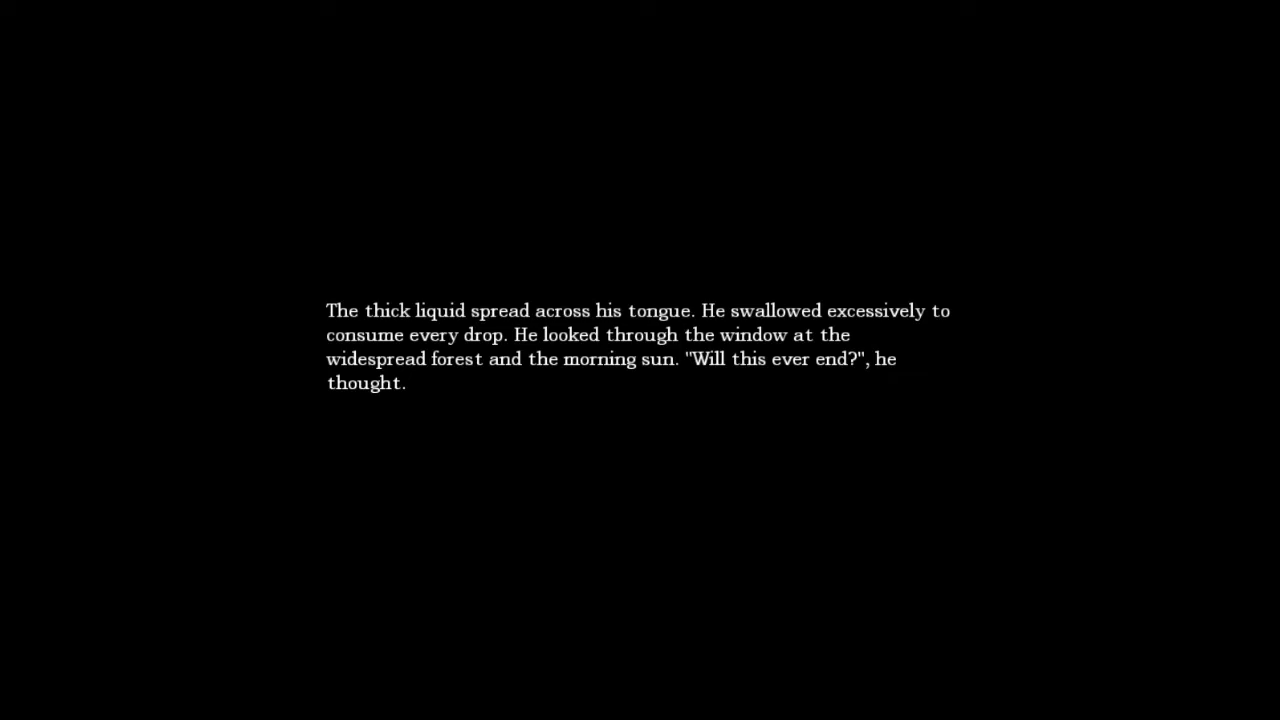 The thick liquid spread across his tongue. He swallowed excessively to
consume every drop. He looked through the window at the
widespread forest and the morning sun. "Will this ever end?", he
thought.